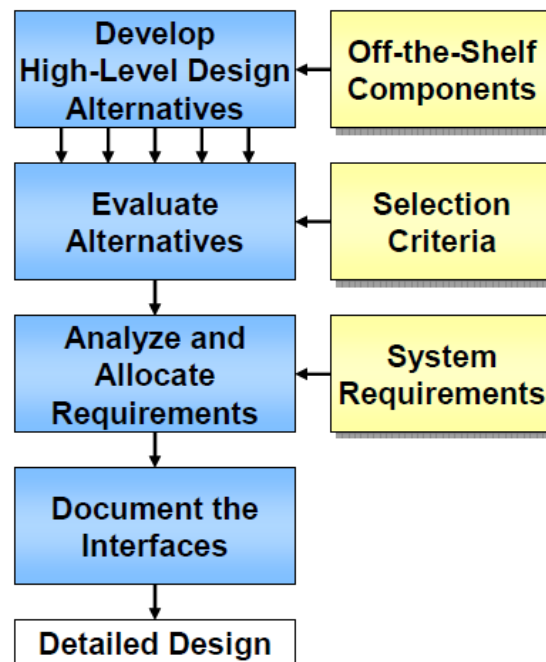 Develop
High-Level Design
Alternatives
Off-the-Shelf
Components
Evaluate
Alternatives
Selection
Criteria
Analyze and
Allocate
Requirements
System
Requirements
Document the
Interfaces
Detailed Design